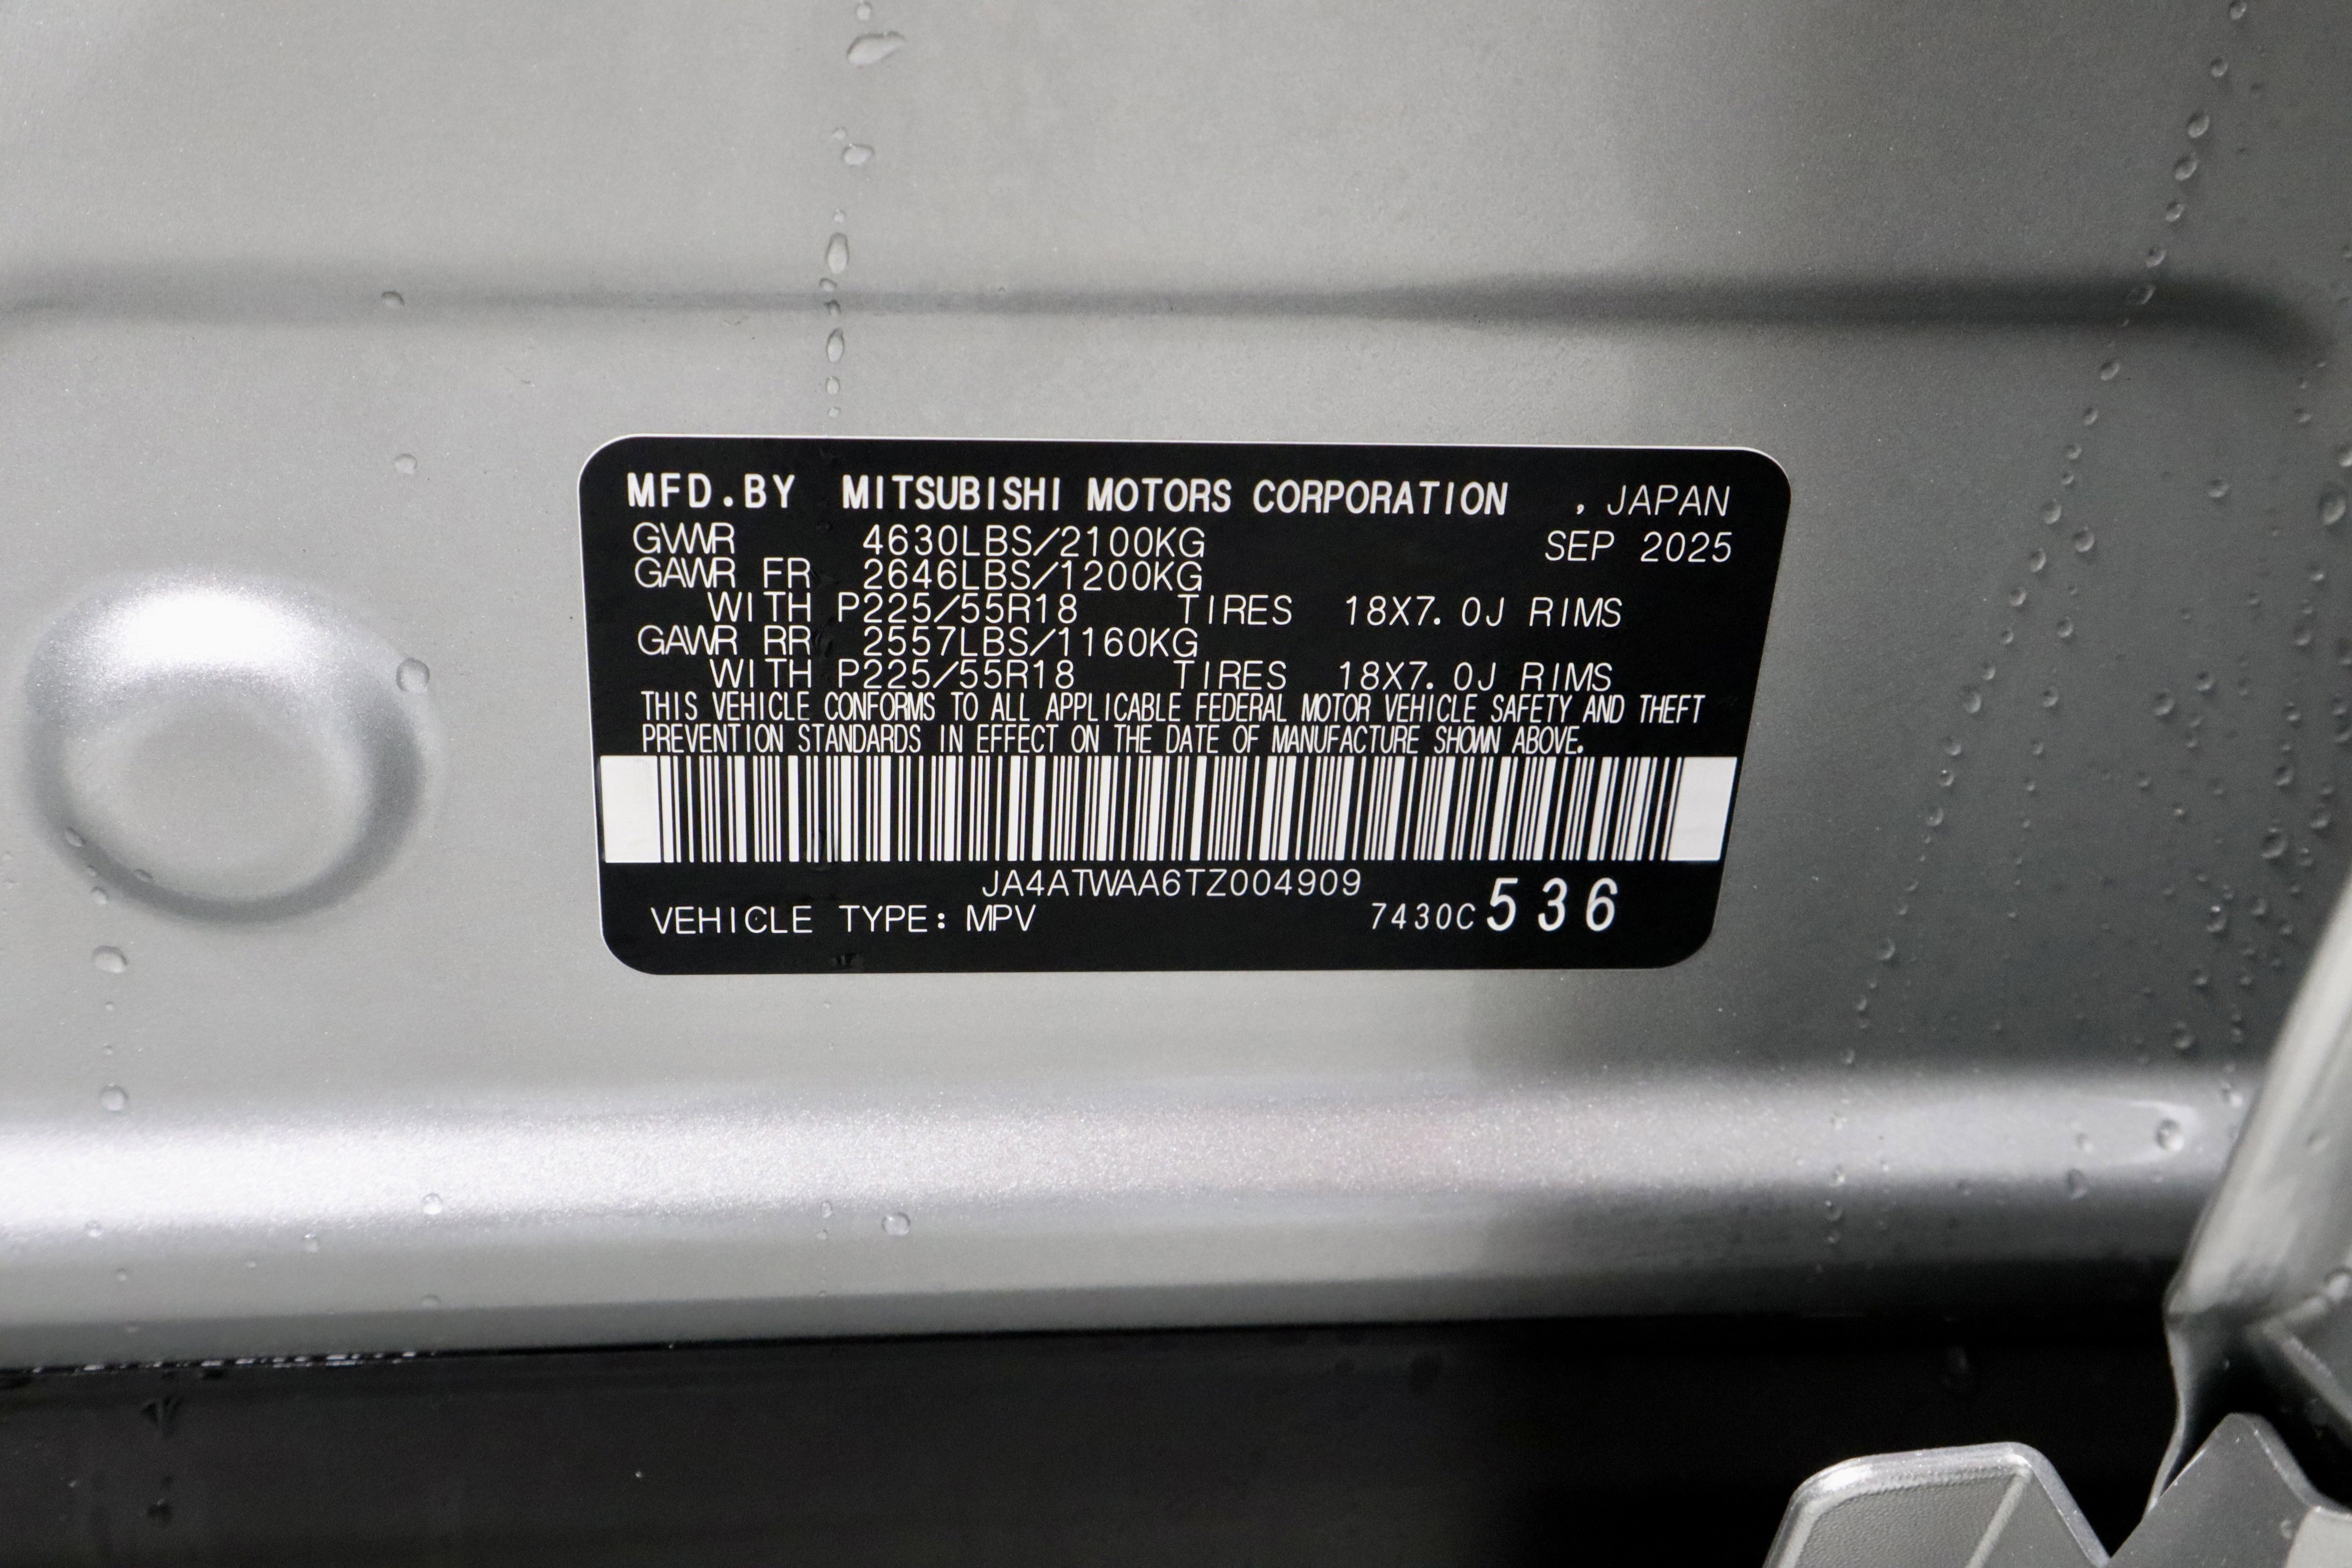 MFD.BY MITSUBISHI MOTORS CORPORATION , JAPAN
GVWR 4630LBS/2100KG SEP 2025
GAWR FR 2646LBS/1200KG
WITH P225/55R18 TIRES 18X7.0J RIMS
GAWR RR 2557LBS/1160KG
WITH P225/55R18 TIRES 18X7.0J RIMS
THIS VEHICLE CONFORMS TO ALL APPLICABLE FEDERAL MOTOR VEHICLE SAFETY AND THEFT
PREVENTION STANDARDS IN EFFECT ON THE DATE OF MANUFACTURE SHOWN ABOVE.
JA4ATWAA6TZ004909
VEHICLE TYPE: MPV 7430C 536